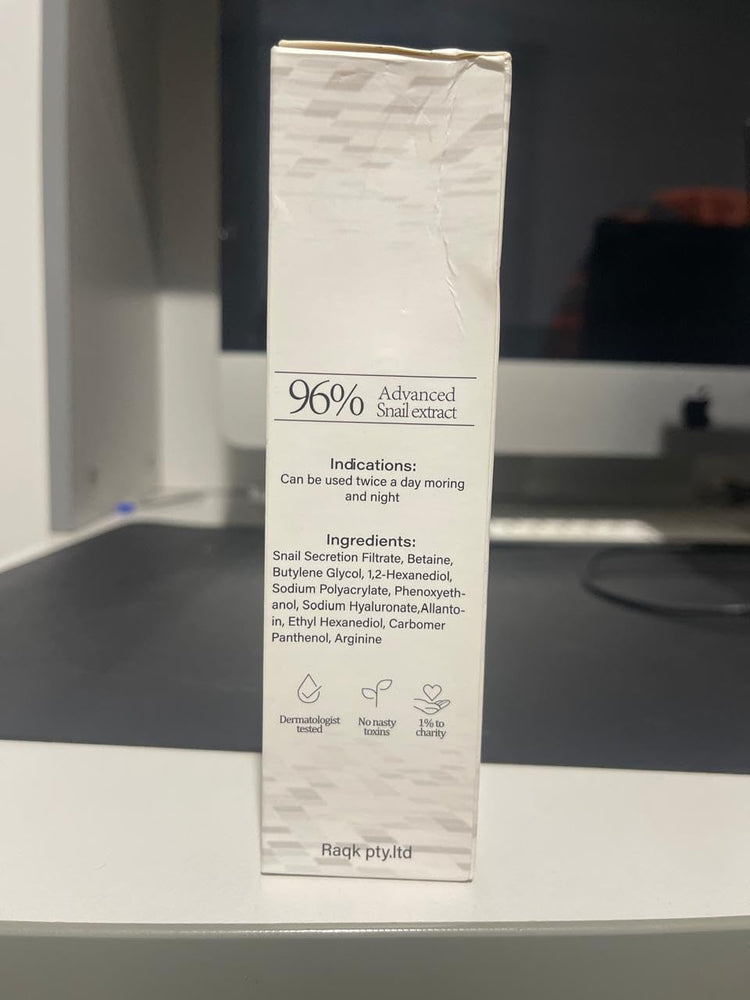 96% Advanced
Snail extract
Indications:
Can be used twice a day moring
and night
Ingredients:
Snail Secretion Filtrate, Betaine,
Butylene Glycol, 1,2-Hexanediol,
Sodium Polyacrylate, Phenoxyeth-
anol, Sodium Hyaluronate,Allanto-
in, Ethyl Hexanediol, Carbomer
Panthenol, Arginine
Dermatologist
tested
No nasty
toxins
1% to
charity
Raqk pty.ltd